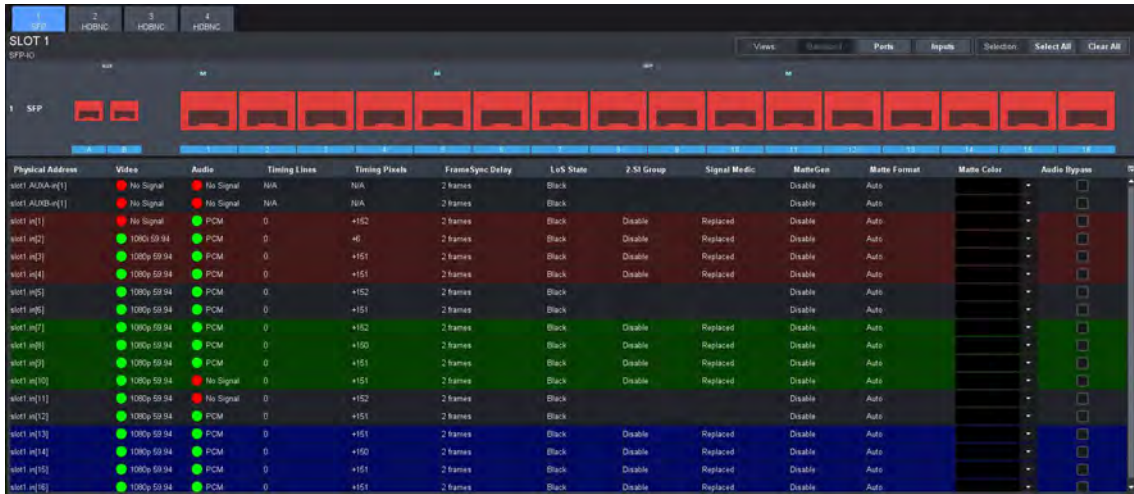 1 2 3 4
SFP HDBNC HDBNC HDBNC
SLOT 1
SFP-IO
Views: Standard Ports Inputs Selection: Select All Clear All
AUX SFP
1 SFP
A B 1 2 3 4 5 6 7 8 9 10 11 12 13 14 15 16
Physical Address Video Audio Timing Lines Timing Pixels FrameSync Delay LoS State 2-SI Group Signal Medic MatteGen Matte Format Matte Color Audio Bypass
slot1.AUXA-in[1] No Signal No Signal N/A N/A 2 frames Black Disable Auto
slot1.AUXB-in[1] No Signal No Signal N/A N/A 2 frames Black Disable Auto
slot1.in[1] No Signal PCM 0 +152 2 frames Black Disable Replaced Disable Auto
slot1.in[2] 1080i 59.94 PCM 0 +6 2 frames Black Disable Replaced Disable Auto
slot1.in[3] 1080p 59.94 PCM 0 +151 2 frames Black Disable Replaced Disable Auto
slot1.in[4] 1080p 59.94 PCM 0 +151 2 frames Black Disable Replaced Disable Auto
slot1.in[5] 1080p 59.94 PCM 0 +152 2 frames Black Disable Auto
slot1.in[6] 1080p 59.94 PCM 0 +151 2 frames Black Disable Auto
slot1.in[7] 1080p 59.94 PCM 0 +152 2 frames Black Disable Replaced Disable Auto
slot1.in[8] 1080p 59.94 PCM 0 +150 2 frames Black Disable Replaced Disable Auto
slot1.in[9] 1080p 59.94 PCM 0 +151 2 frames Black Disable Replaced Disable Auto
slot1.in[10] 1080p 59.94 No Signal 0 +151 2 frames Black Disable Replaced Disable Auto
slot1.in[11] 1080p 59.94 No Signal 0 +152 2 frames Black Disable Auto
slot1.in[12] 1080p 59.94 PCM 0 +151 2 frames Black Disable Auto
slot1.in[13] 1080p 59.94 PCM 0 +151 2 frames Black Disable Replaced Disable Auto
slot1.in[14] 1080p 59.94 PCM 0 +150 2 frames Black Disable Replaced Disable Auto
slot1.in[15] 1080p 59.94 PCM 0 +151 2 frames Black Disable Replaced Disable Auto
slot1.in[16] 1080p 59.94 PCM 0 +151 2 frames Black Disable Replaced Disable Auto